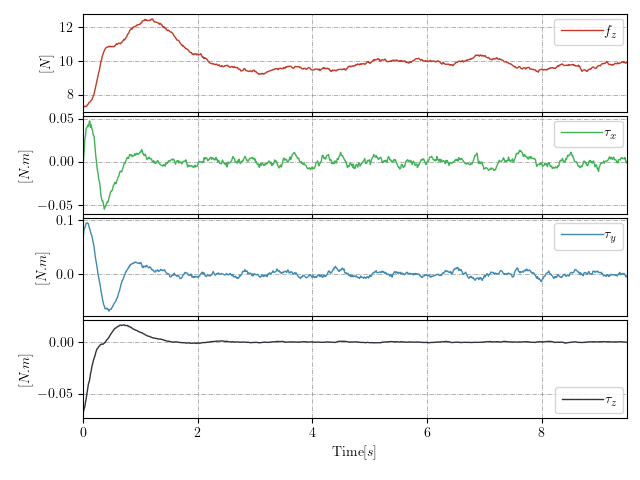 12
10
8
[N]
f_z
0.05
0.00
−0.05
[N.m]
τ_x
0.1
0.0
[N.m]
τ_y
0.00
−0.05
[N.m]
τ_z
0 2 4 6 8
Time[s]